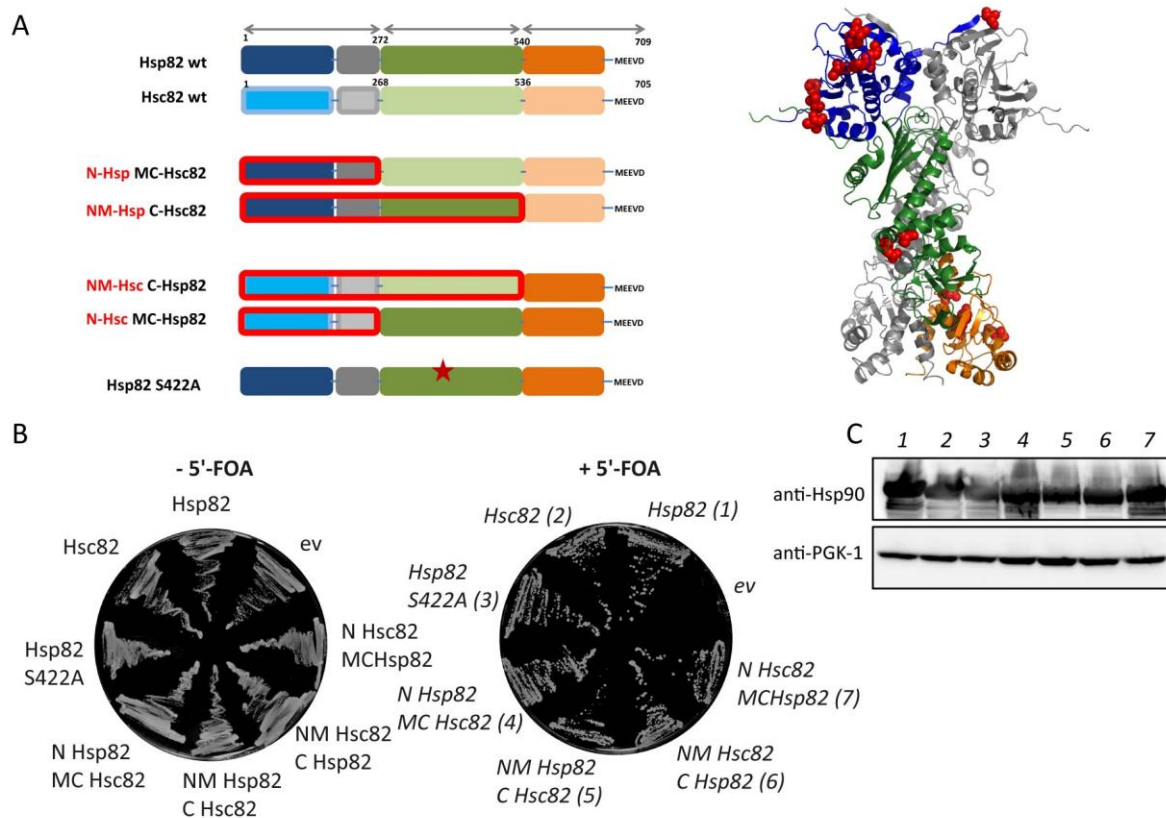 A
1
272
540
709
Hsp82 wt
MEEVD
1
268
536
705
Hsc82 wt
MEEVD
N-Hsp MC-Hsc82
MEEVD
NM-Hsp C-Hsc82
MEEVD
NM-Hsc C-Hsp82
MEEVD
N-Hsc MC-Hsp82
MEEVD
Hsp82 S422A
MEEVD
B
- 5'-FOA
Hsp82
Hsc82
ev
Hsp82
S422A
N Hsc82
MCHsp82
N Hsp82
MC Hsc82
NM Hsp82
C Hsc82
NM Hsc82
C Hsp82
+ 5'-FOA
Hsc82 (2)
Hsp82 (1)
Hsp82
S422A (3)
ev
N Hsp82
MC Hsc82 (4)
N Hsc82
MCHsp82 (7)
NM Hsp82
C Hsc82 (5)
NM Hsc82
C Hsp82 (6)
C
1 2 3 4 5 6 7
anti-Hsp90
anti-PGK-1